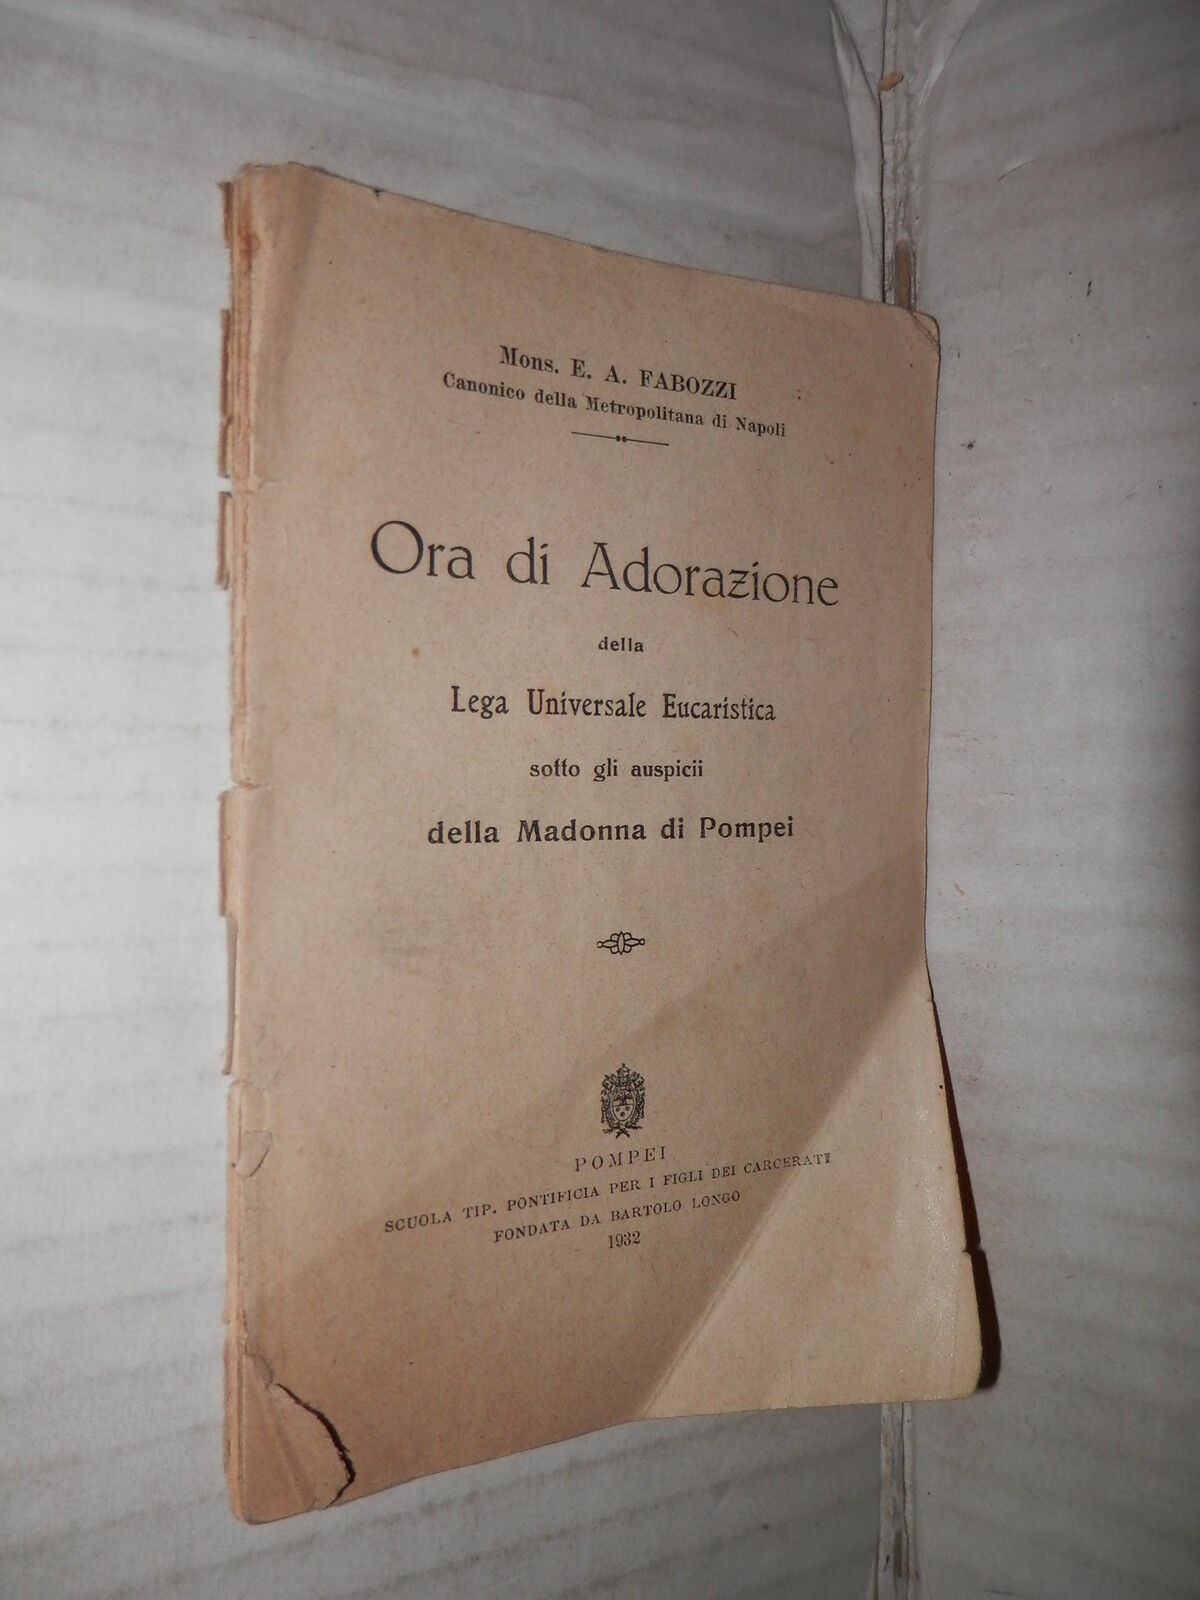 Mons. E. A. FABOZZI
Canonico della Metropolitana di Napoli
Ora di Adorazione
della
Lega Universale Eucaristica
sotto gli auspicii
della Madonna di Pompei
POMPEI
SCUOLA TIP. PONTIFICIA PER I FIGLI DEI CARCERATI
FONDATA DA BARTOLO LONGO
1932